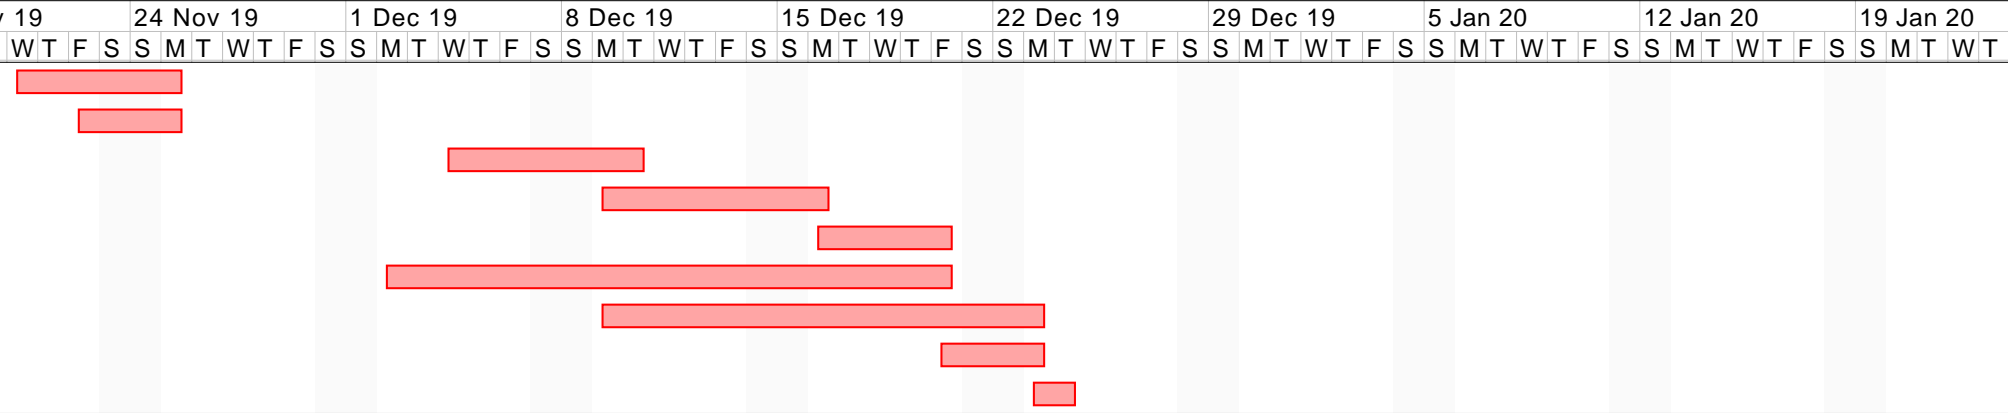 19 24 Nov 19 1 Dec 19 8 Dec 19 15 Dec 19 22 Dec 19 29 Dec 19 5 Jan 20 12 Jan 20 19 Jan 20
W T F S S M T W T F S S M T W T F S S M T W T F S S M T W T F S S M T W T F S S M T W T F S S M T W T F S S M T W T F S S M T W T